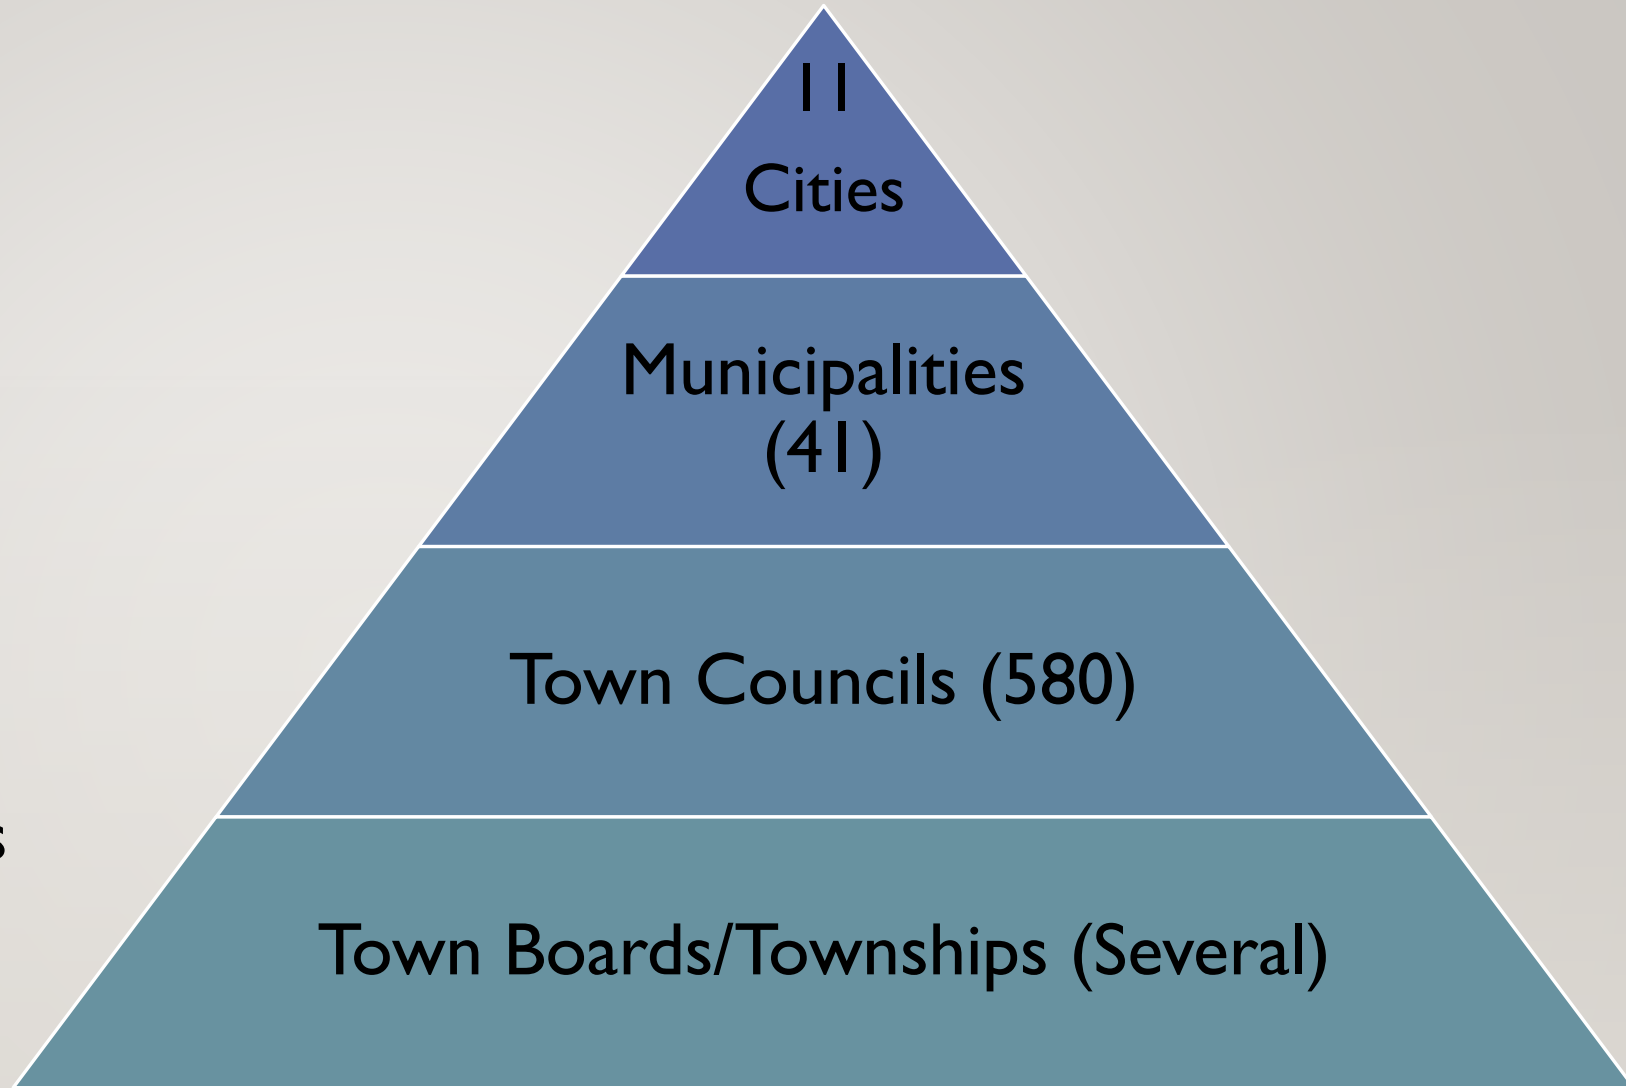 11
Cities
Municipalities
(41)
Town Councils (580)
s
Town Boards/Townships (Several)